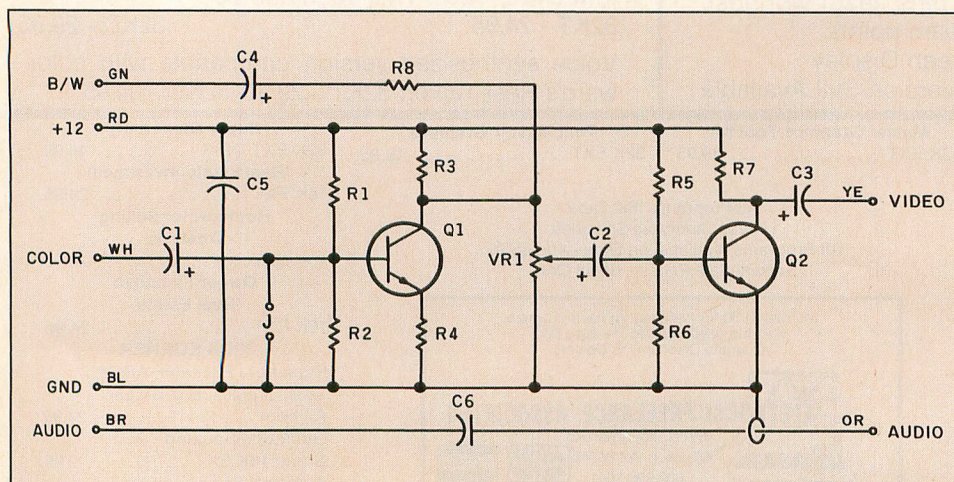 B/W GN C4 + R8
+12 RD
R3 R7 C3
C5 R1 R5 + YE VIDEO
Q1
COLOR WH C1 + VR1 C2 + Q2
J R2 R4 R6
GND BL
AUDIO BR C6 OR AUDIO